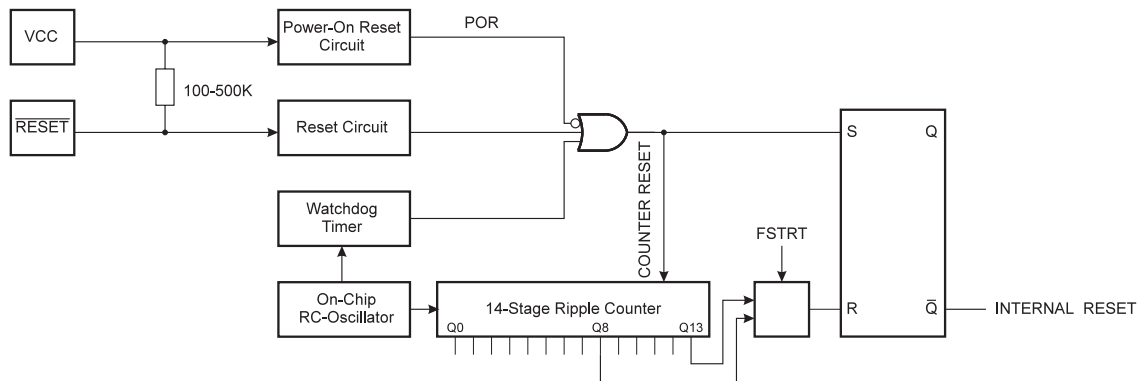 VCC
Power-On Reset
Circuit
POR
100-500K
RESET
Reset Circuit
S
Q
COUNTER RESET
Watchdog
Timer
FSTRT
On-Chip
RC-Oscillator
14-Stage Ripple Counter
Q0
Q8
Q13
R
Q̅
INTERNAL RESET